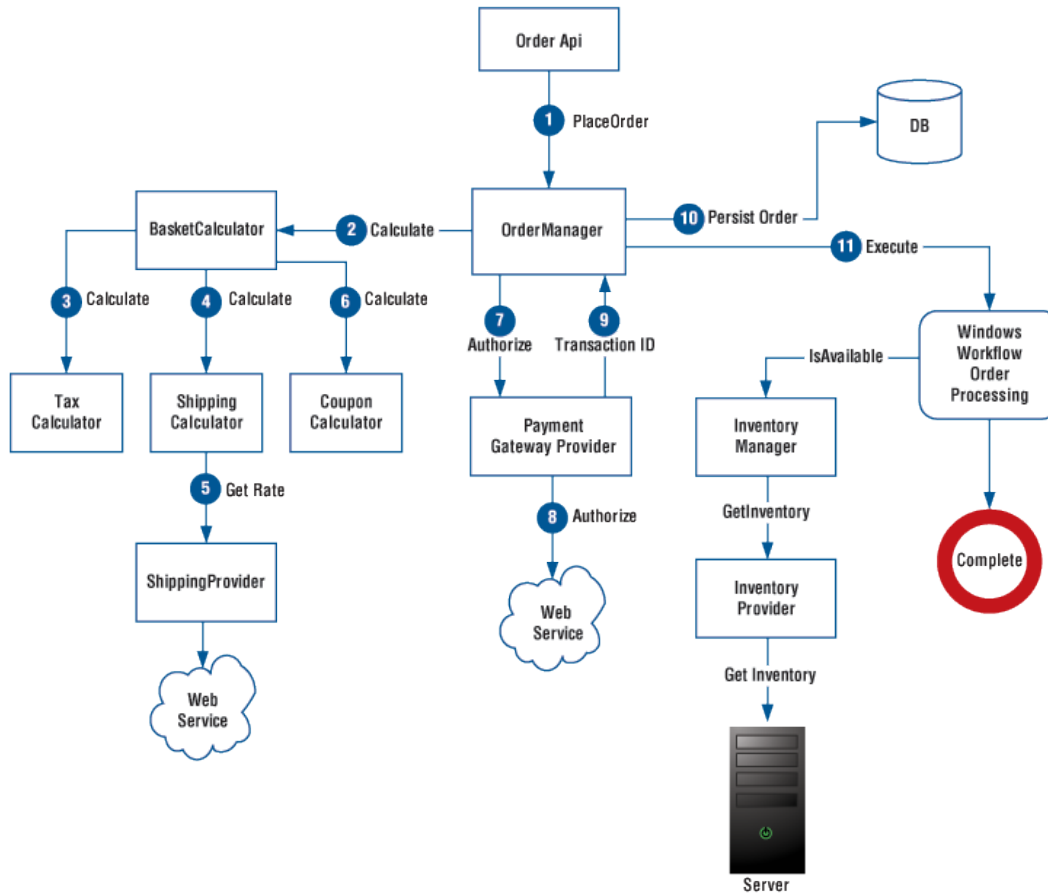 Order Api
1 PlaceOrder
DB
BasketCalculator
2 Calculate
OrderManager
10 Persist Order
11 Execute
3 Calculate
4 Calculate
6 Calculate
7
Authorize
9
Transaction ID
IsAvailable
Windows
Workflow
Order
Processing
Tax
Calculator
Shipping
Calculator
Coupon
Calculator
Payment
Gateway Provider
Inventory
Manager
5 Get Rate
8 Authorize
GetInventory
Complete
ShippingProvider
Web
Service
Inventory
Provider
Get Inventory
Web
Service
Server